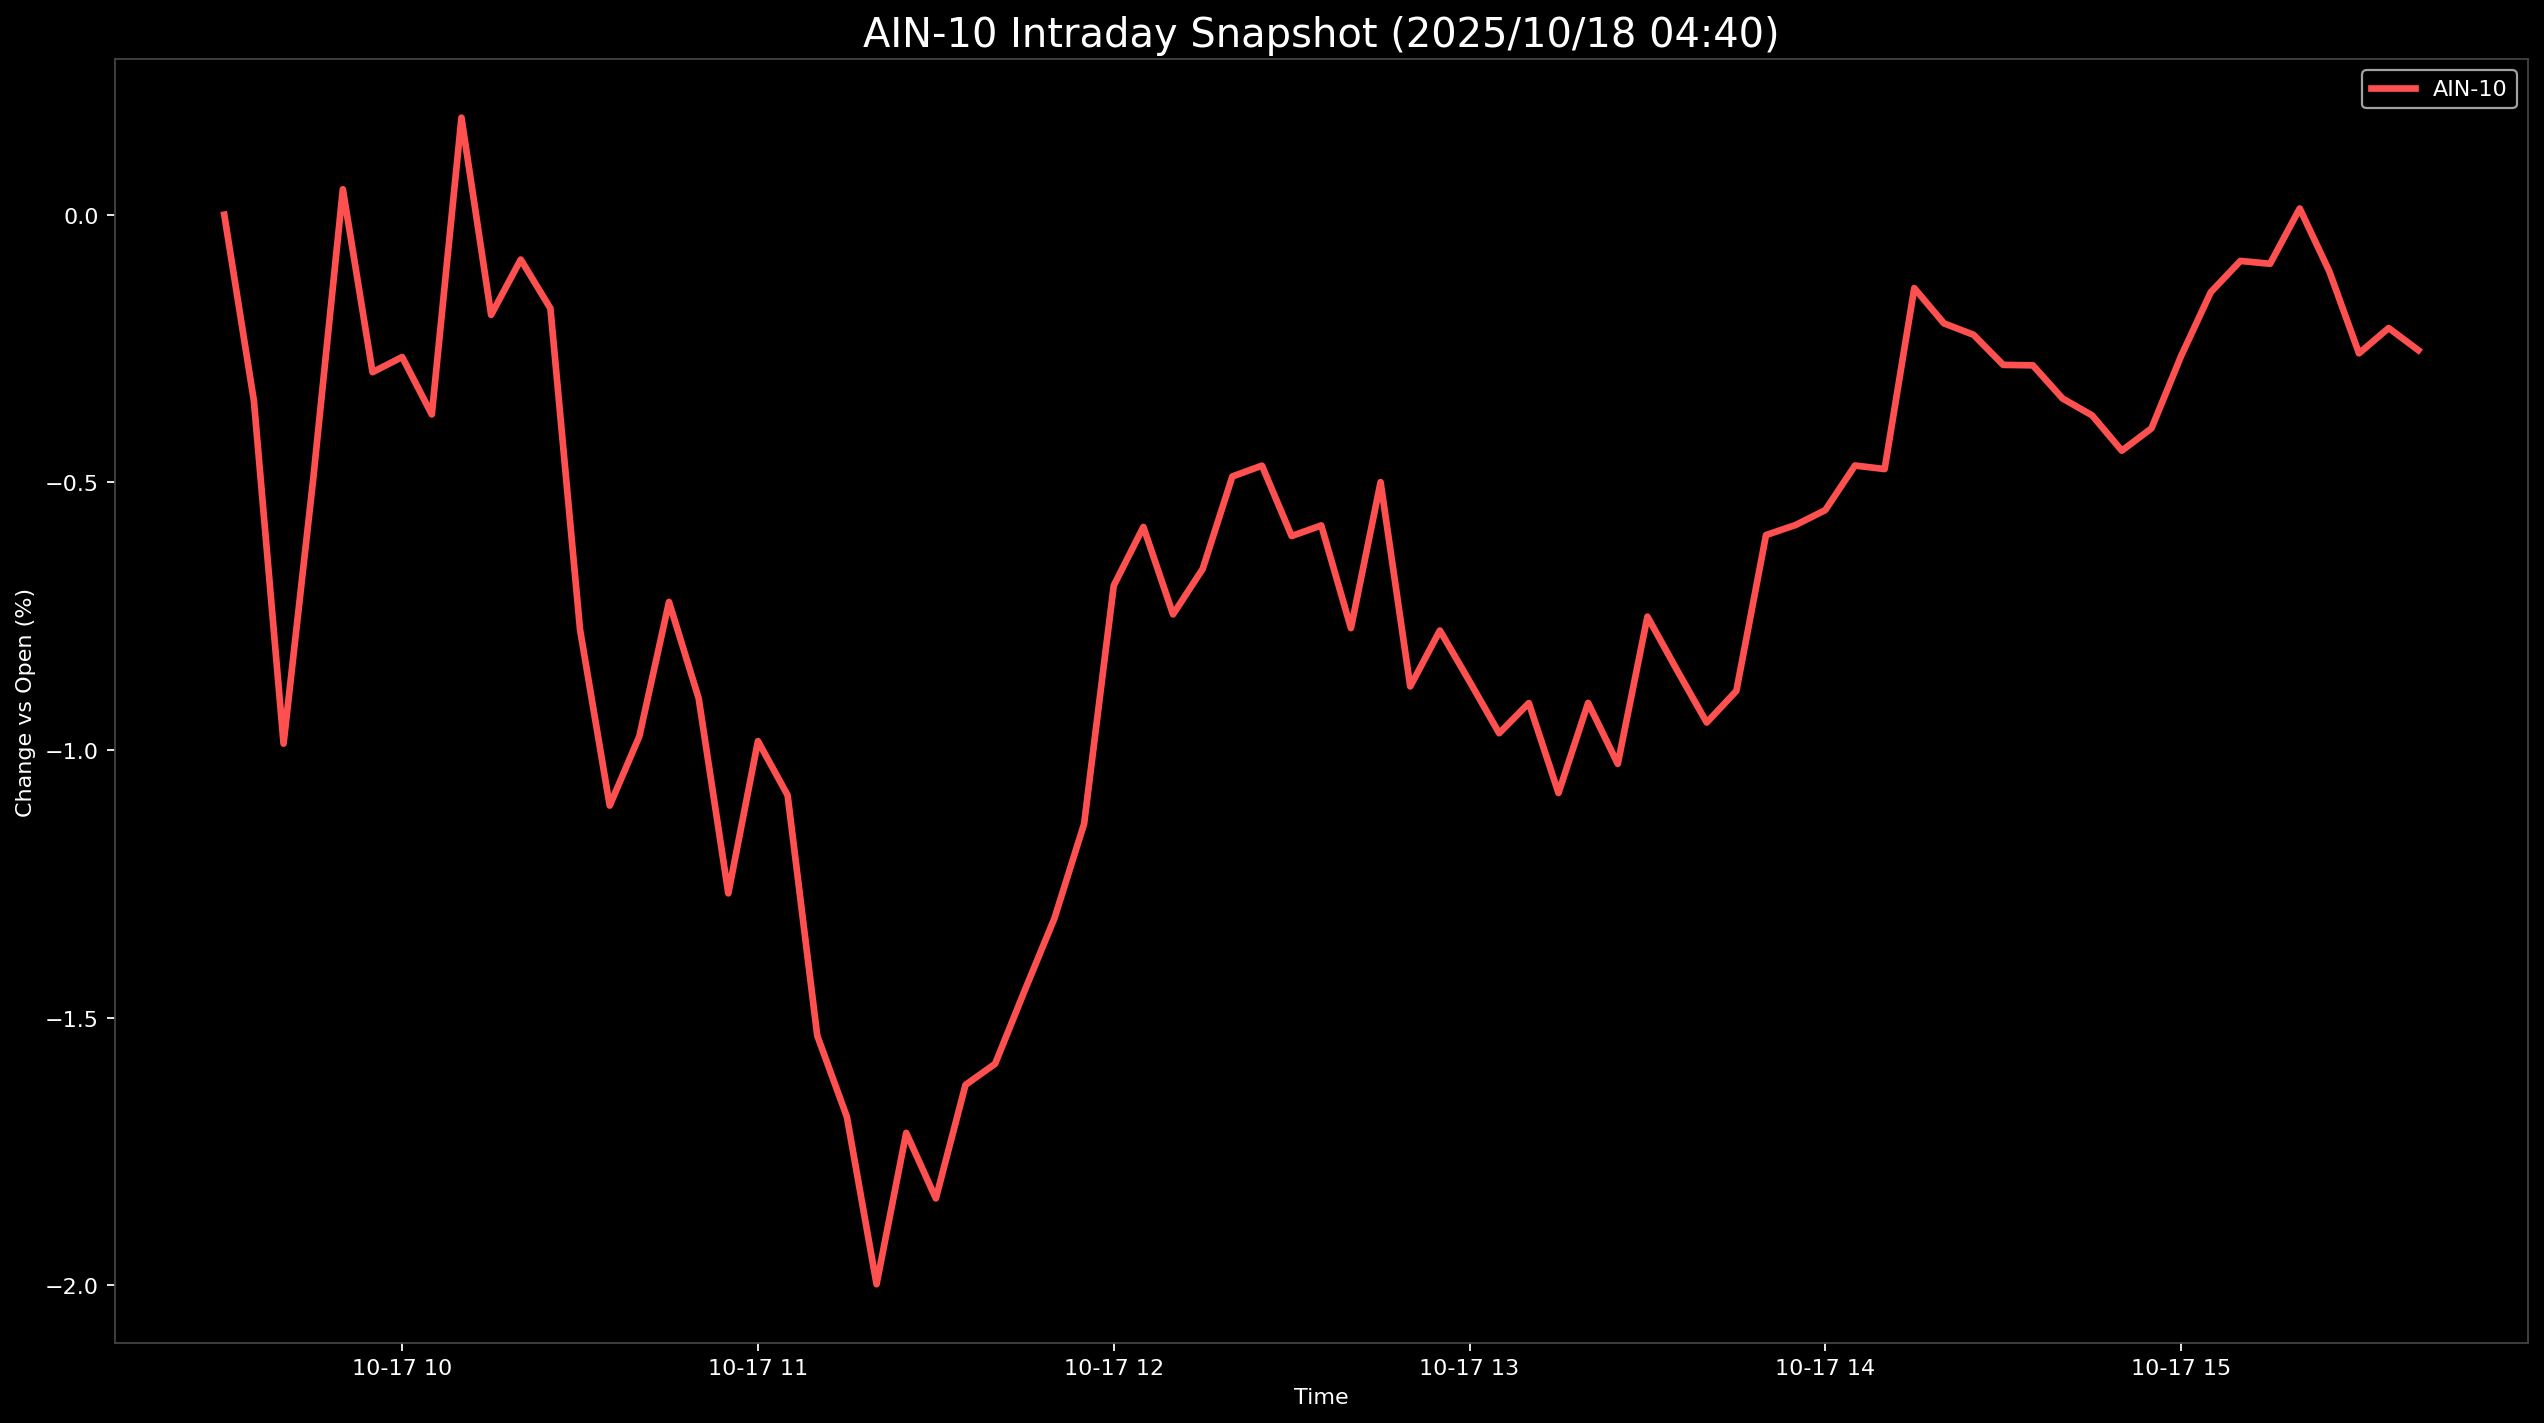 AIN-10 Intraday Snapshot (2025/10/18 04:40)
AIN-10
0.0
−0.5
−1.0
−1.5
−2.0
Change vs Open (%)
10-17 10
10-17 11
10-17 12
10-17 13
10-17 14
10-17 15
Time